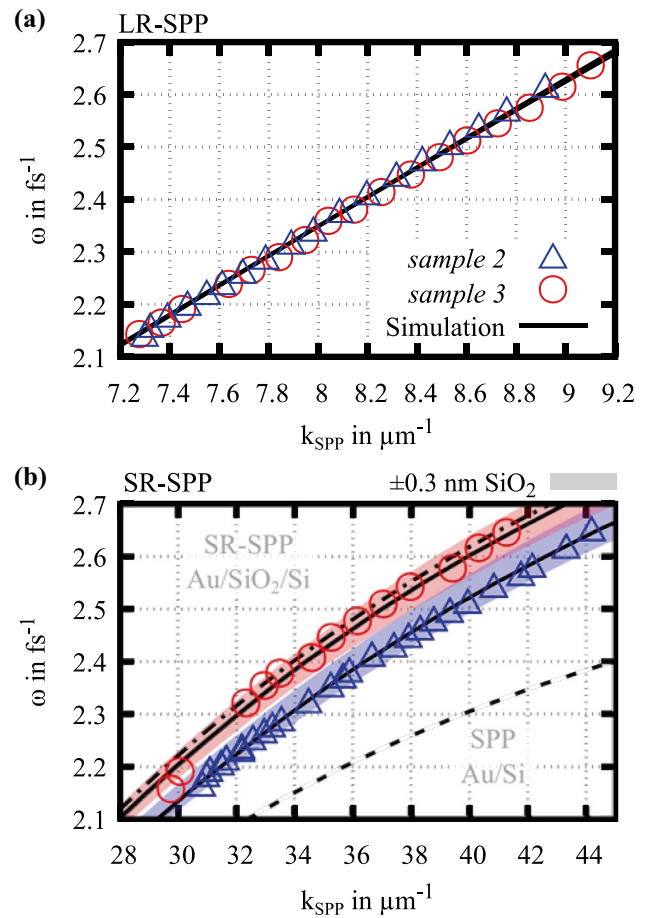 (a) LR-SPP
2.7
2.6
2.5
2.4
2.3
2.2
2.1
ω in fs⁻¹
sample 2
sample 3
Simulation
7.2 7.4 7.6 7.8 8 8.2 8.4 8.6 8.8 9 9.2
k_SPP in µm⁻¹
(b) SR-SPP ±0.3 nm SiO₂
2.7
2.6
2.5
2.4
2.3
2.2
2.1
ω in fs⁻¹
SR-SPP
Au/SiO₂/Si
SPP
Au/Si
28 30 32 34 36 38 40 42 44
k_SPP in µm⁻¹